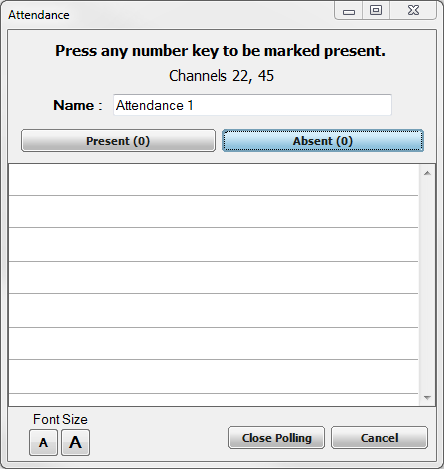 Attendance
Press any number key to be marked present.
Channels 22, 45
Name : Attendance 1
Present (0) Absent (0)
Font Size
A A Close Polling Cancel